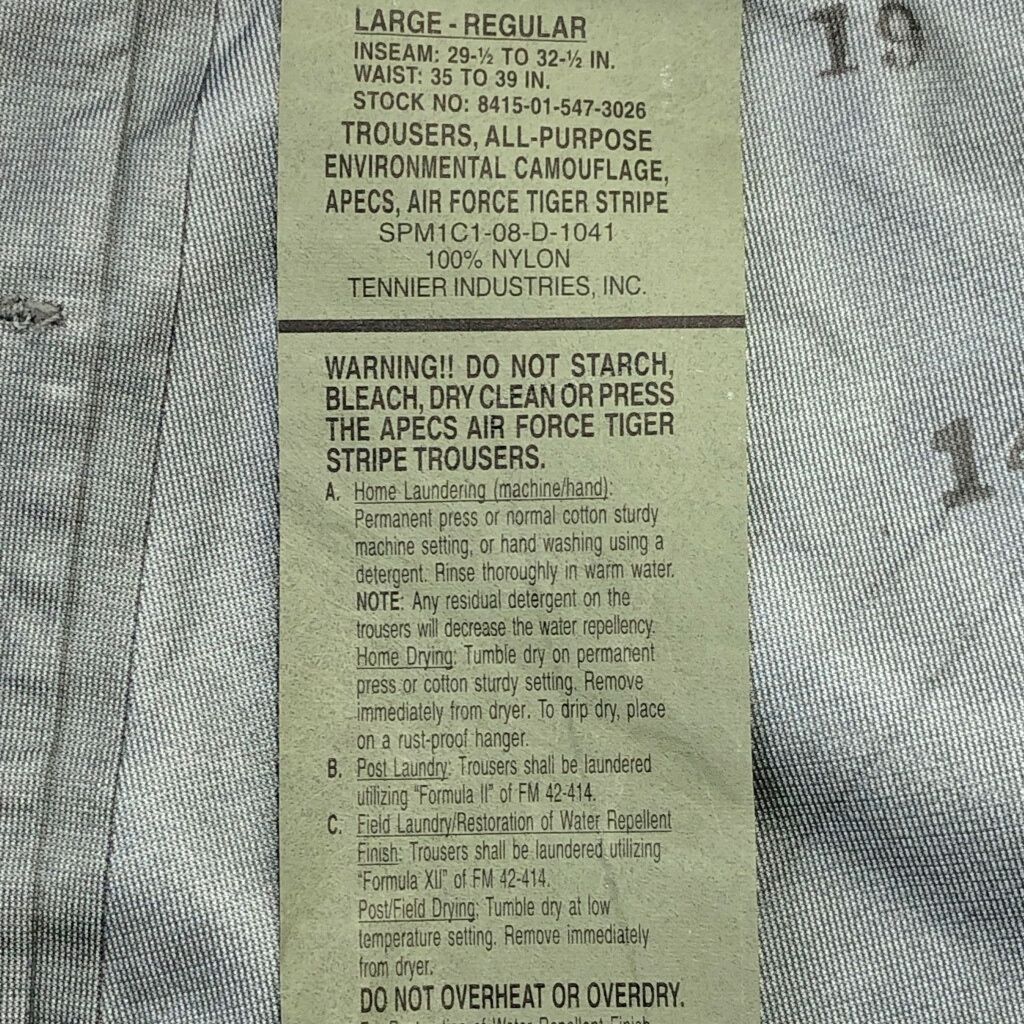 LARGE - REGULAR
INSEAM: 29-½ TO 32-½ IN.
WAIST: 35 TO 39 IN.
STOCK NO: 8415-01-547-3026
TROUSERS, ALL-PURPOSE
ENVIRONMENTAL CAMOUFLAGE,
APECS, AIR FORCE TIGER STRIPE
SPM1C1-08-D-1041
100% NYLON
TENNIER INDUSTRIES, INC.
WARNING!! DO NOT STARCH,
BLEACH, DRY CLEAN OR PRESS
THE APECS AIR FORCE TIGER
STRIPE TROUSERS.
A. Home Laundering (machine/hand):
Permanent press or normal cotton sturdy
machine setting, or hand washing using a
detergent. Rinse thoroughly in warm water.
NOTE: Any residual detergent on the
trousers will decrease the water repellency.
Home Drying: Tumble dry on permanent
press or cotton sturdy setting. Remove
immediately from dryer. To drip dry, place
on a rust-proof hanger.
B. Post Laundry: Trousers shall be laundered
utilizing "Formula II" of FM 42-414.
C. Field Laundry/Restoration of Water Repellent
Finish: Trousers shall be laundered utilizing
"Formula XII" of FM 42-414.
Post/Field Drying: Tumble dry at low
temperature setting. Remove immediately
from dryer.
DO NOT OVERHEAT OR OVERDRY.
of Water Repellent Finish
19